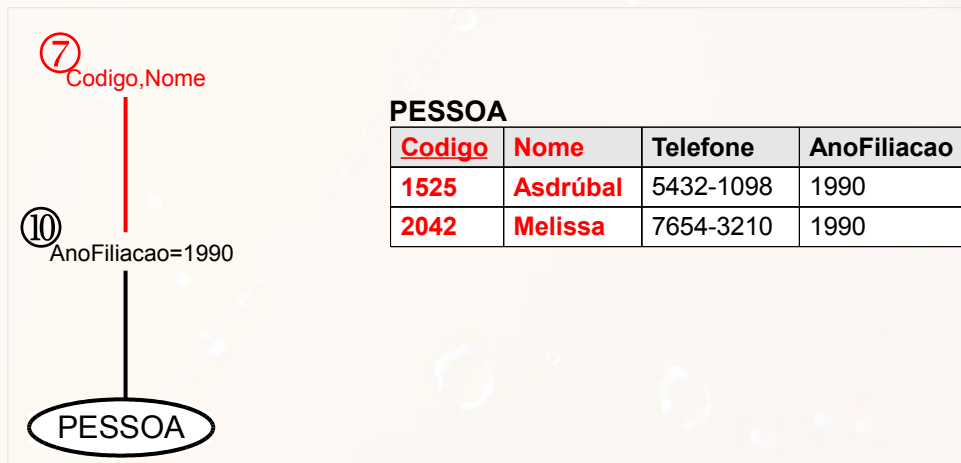 ⑦
Codigo,Nome
⑩
AnoFiliacao=1990
PESSOA
PESSOA
Codigo Nome Telefone AnoFiliacao
1525 Asdrúbal 5432-1098 1990
2042 Melissa 7654-3210 1990